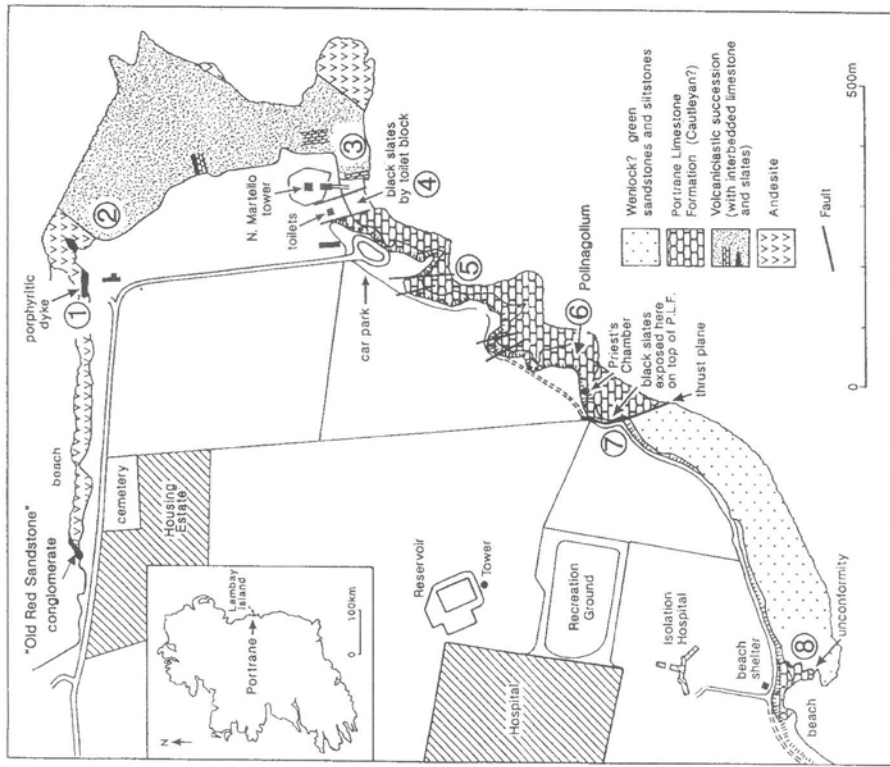 "Old Red Sandstone"
conglomerate
beach
1
porphyritic
dyke
2
cemetery
Housing
Estate
N. Martello
tower
toilets
3
black slates
by toilet block
4
car park
5
Pollnagollum
6
Priest's
Chamber
black slates
exposed here
on top of P.L.F.
thrust plane
7
Reservoir
Tower
Recreation
Ground
Hospital
Isolation
Hospital
beach
shelter
8
unconformity
beach
N
Lambay
Island
Portrane
0 100km
Wenlock? green
sandstones and siltstones
Portrane Limestone
Formation (Cautleyan?)
Volcaniclastic succession
(with interbedded limestone
and slates)
Andesite
Fault
0 500m